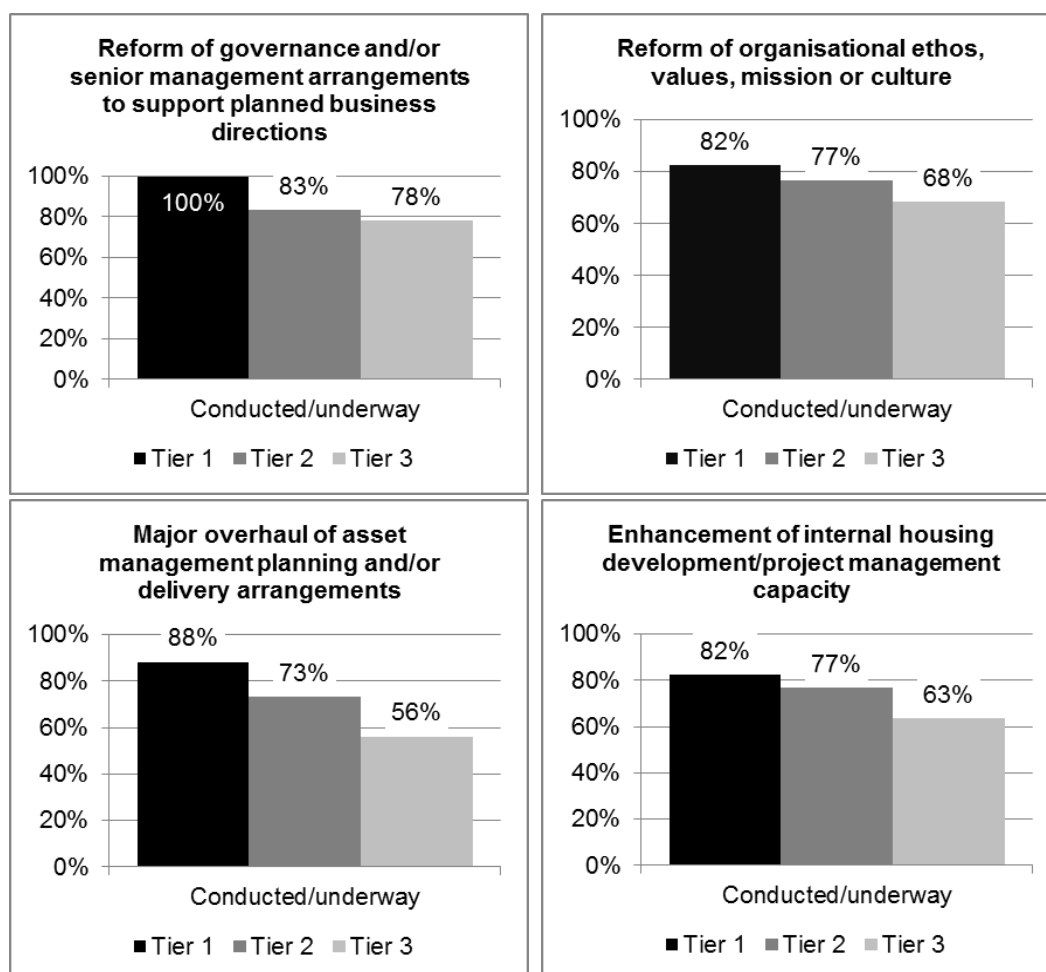 Reform of governance and/or
senior management arrangements
to support planned business
directions
100%
80%
60%
40%
20%
0%
100%
83%
78%
Conducted/underway
Tier 1 Tier 2 Tier 3
Reform of organisational ethos,
values, mission or culture
100%
80%
60%
40%
20%
0%
82%
77%
68%
Conducted/underway
Tier 1 Tier 2 Tier 3
Major overhaul of asset
management planning and/or
delivery arrangements
100%
80%
60%
40%
20%
0%
88%
73%
56%
Conducted/underway
Tier 1 Tier 2 Tier 3
Enhancement of internal housing
development/project management
capacity
100%
80%
60%
40%
20%
0%
82%
77%
63%
Conducted/underway
Tier 1 Tier 2 Tier 3